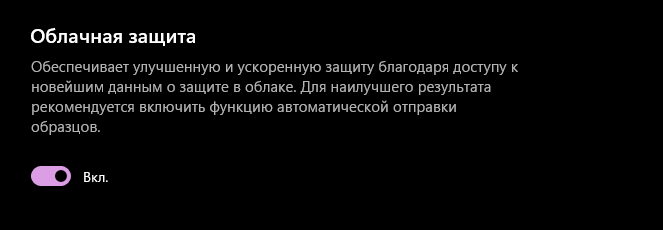 Облачная защита
Обеспечивает улучшенную и ускоренную защиту благодаря доступу к
новейшим данным о защите в облаке. Для наилучшего результата
рекомендуется включить функцию автоматической отправки
образцов.
Вкл.